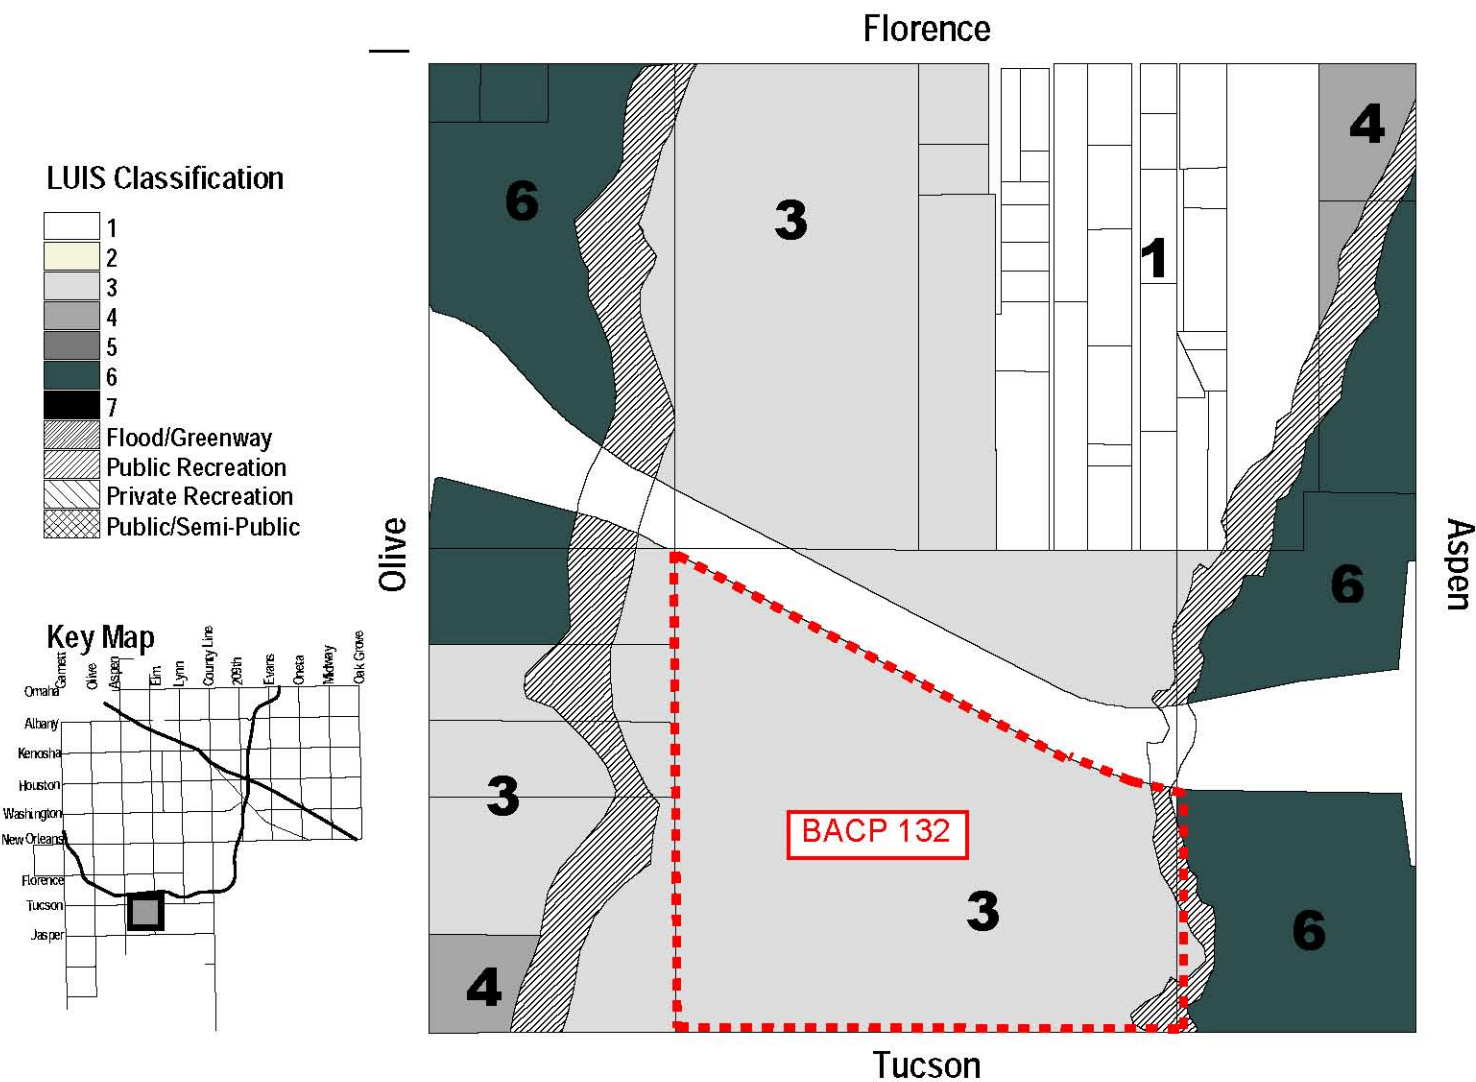 Florence
LUIS Classification
1
2
3
4
5
6
7
Flood/Greenway
Public Recreation
Private Recreation
Public/Semi-Public
6
3
1
4
Olive
Aspen
6
3
BACP 132
3
6
4
Tucson
Key Map
Garnett
Olive
Aspen
Elm
Lynn
County Line
209th
Evans
Oneta
Midway
Oak Grove
Omaha
Albany
Kenosha
Houston
Washington
New Orleans
Florence
Tucson
Jasper